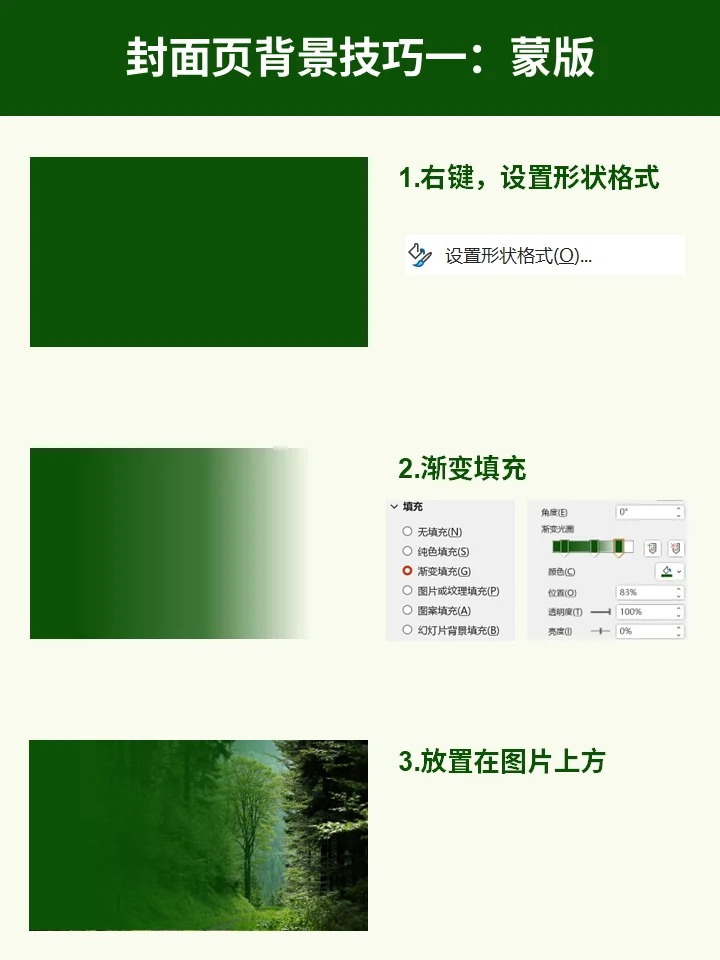 封面页背景技巧一：蒙版
1.右键，设置形状格式
设置形状格式(O)...
2.渐变填充
填充
无填充(N)
纯色填充(S)
渐变填充(G)
图片或纹理填充(P)
图案填充(A)
幻灯片背景填充(B)
角度(E)
0°
渐变光圈
颜色(C)
位置(O)
83%
透明度(T)
100%
亮度(I)
0%
3.放置在图片上方